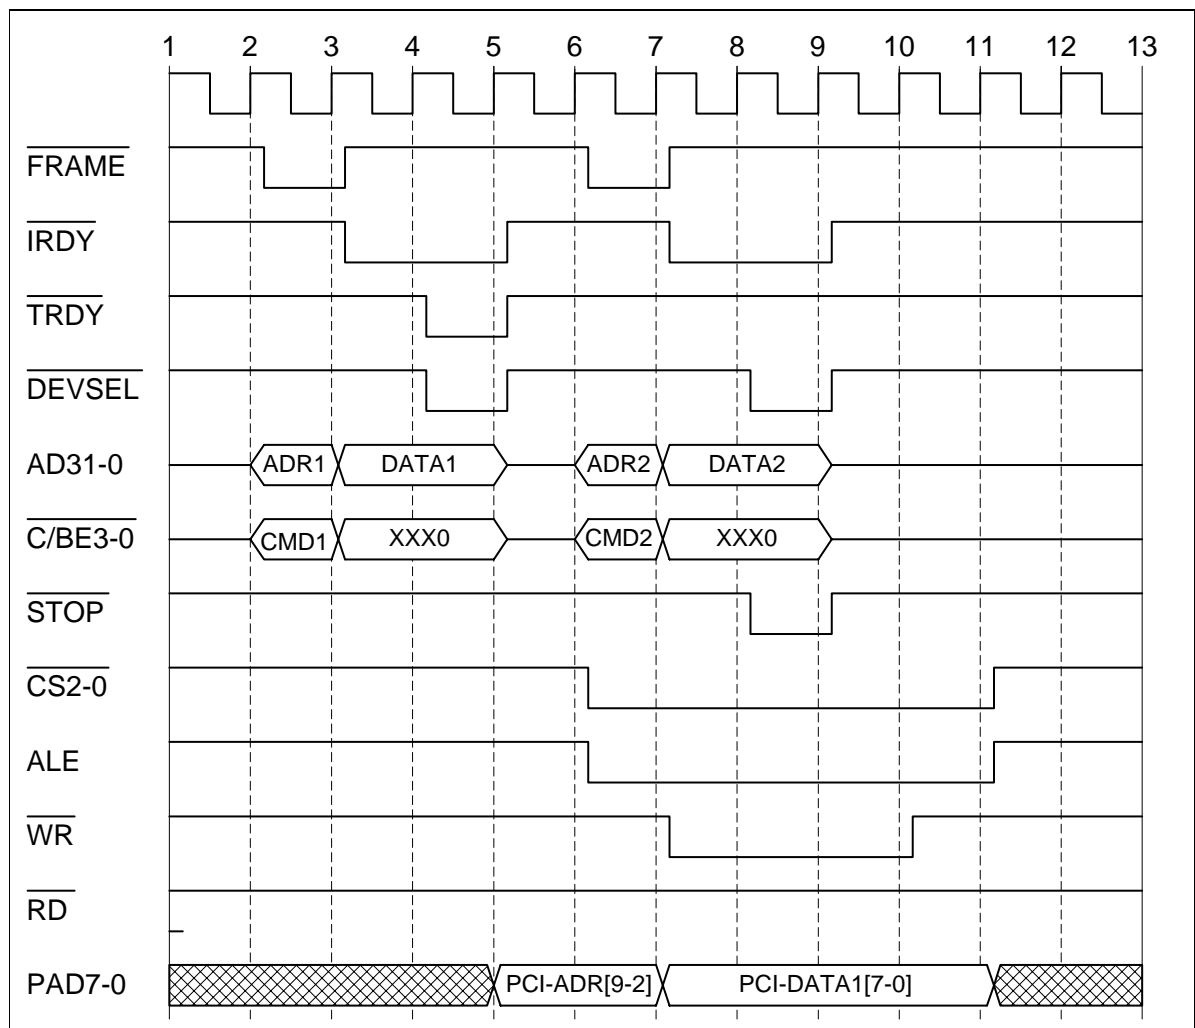 1 2 3 4 5 6 7 8 9 10 11 12 13
FRAME
IRDY
TRDY
DEVSEL
AD31-0 ADR1 DATA1 ADR2 DATA2
C/BE3-0 CMD1 XXX0 CMD2 XXX0
STOP
CS2-0
ALE
WR
RD
PAD7-0 PCI-ADR[9-2] PCI-DATA1[7-0]